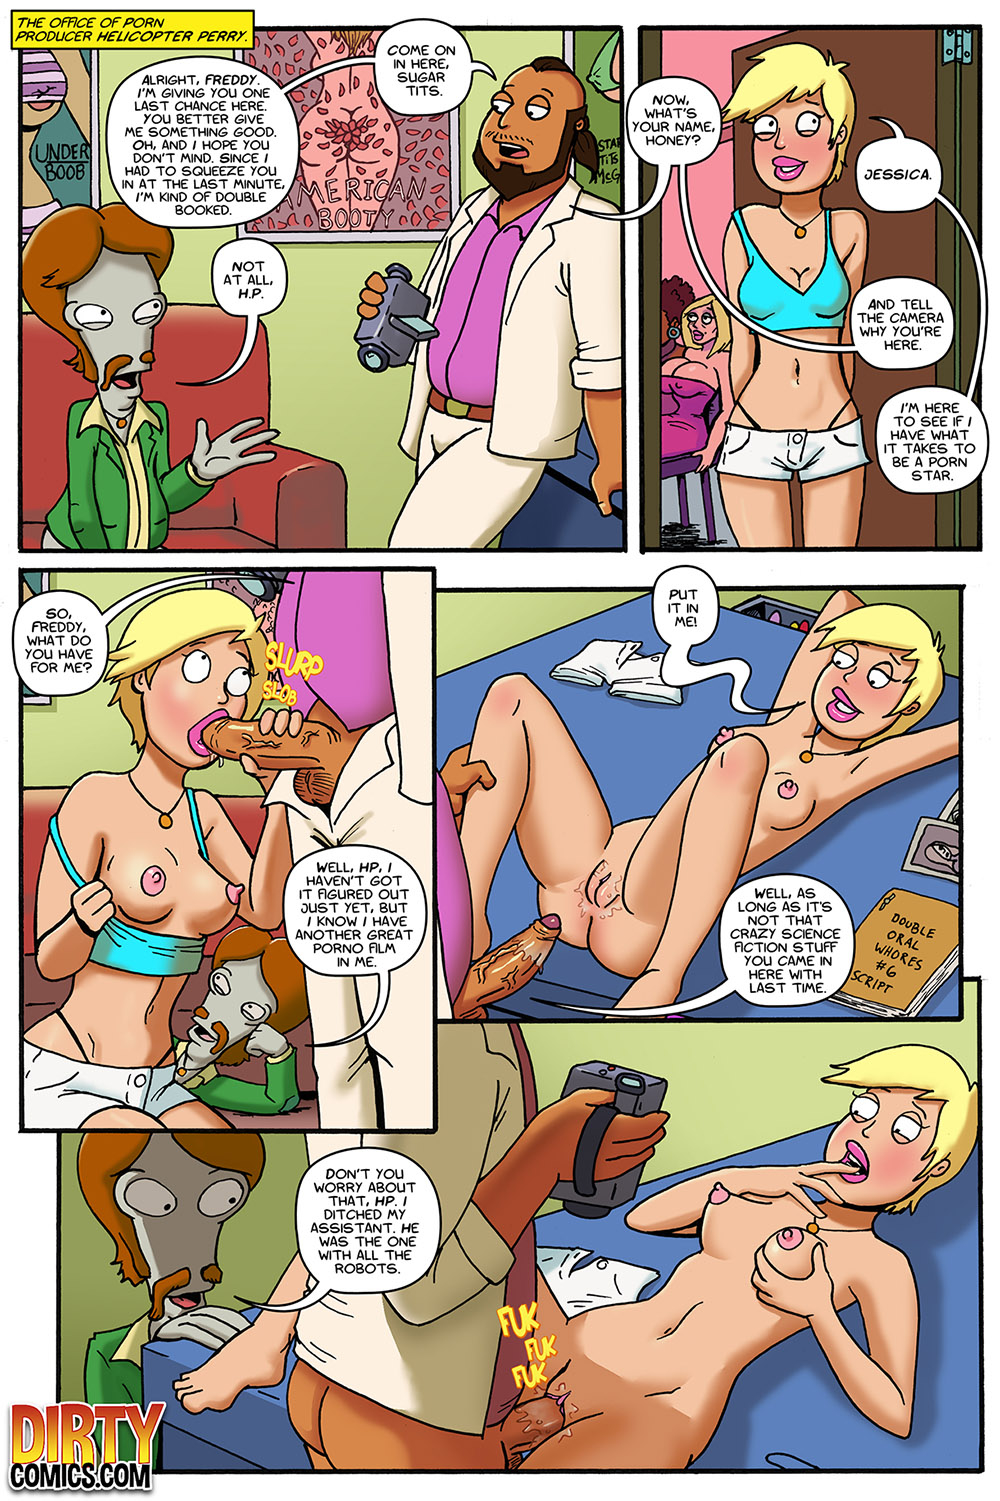 THE OFFICE OF PORN
PRODUCER HELICOPTER PERRY.
ALRIGHT, FREDDY.
I'M GIVING YOU ONE
LAST CHANCE HERE.
YOU BETTER GIVE
ME SOMETHING GOOD.
OH, AND I HOPE YOU
DON'T MIND. SINCE I
HAD TO SQUEEZE YOU
IN AT THE LAST MINUTE,
I'M KIND OF DOUBLE
BOOKED.
COME ON
IN HERE,
SUGAR
TITS.
UNDER
BOOB
AMERICAN
BOOTY
STAR
TITS
McG
NOT
AT ALL,
H.P.
NOW,
WHAT'S
YOUR NAME,
HONEY?
JESSICA.
AND TELL
THE CAMERA
WHY YOU'RE
HERE.
I'M HERE
TO SEE IF I
HAVE WHAT
IT TAKES TO
BE A PORN
STAR.
SO,
FREDDY,
WHAT DO
YOU HAVE
FOR ME?
SLURP
SLOB
WELL, HP, I
HAVEN'T GOT
IT FIGURED OUT
JUST YET, BUT
I KNOW I HAVE
ANOTHER GREAT
PORNO FILM
IN ME.
PUT
IT IN
ME!
WELL, AS
LONG AS IT'S
NOT THAT
CRAZY SCIENCE
FICTION STUFF
YOU CAME IN
HERE WITH
LAST TIME.
DOUBLE
ORAL
WHORES
#6
SCRIPT
DON'T YOU
WORRY ABOUT
THAT, HP. I
DITCHED MY
ASSISTANT. HE
WAS THE ONE
WITH ALL THE
ROBOTS.
FUK
FUK
FUK
DIRTY
COMICS.COM